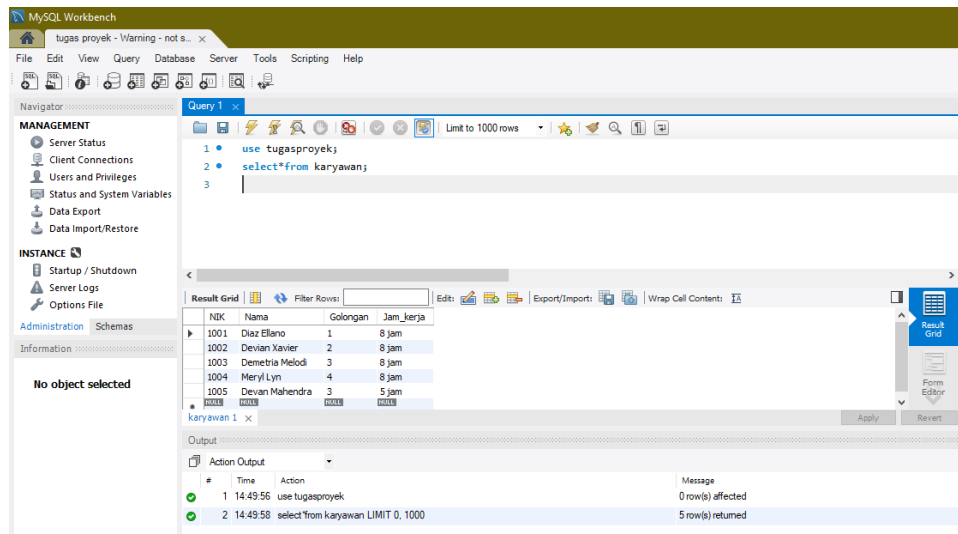 MySQL Workbench
tugas proyek - Warning - not s... ×
File Edit View Query Database Server Tools Scripting Help
Navigator
Query 1 ×
MANAGEMENT
Server Status
Client Connections
Users and Privileges
Status and System Variables
Data Export
Data Import/Restore
INSTANCE
Startup / Shutdown
Server Logs
Options File
Administration Schemas
Information
No object selected
Limit to 1000 rows
1 use tugasproyek;
2 select*from karyawan;
3
Result Grid Filter Rows: Edit: Export/Import: Wrap Cell Content: IA
NIK Nama Golongan Jam_kerja
1001 Diaz Ellano 1 8 jam
1002 Devian Xavier 2 8 jam
1003 Demetria Melodi 3 8 jam
1004 Meryl Lyn 4 8 jam
1005 Devan Mahendra 3 5 jam
NULL NULL NULL NULL
Result Grid
Form Editor
karyawan 1 × Apply Revert
Output
Action Output
# Time Action Message
1 14:49:56 use tugasproyek 0 row(s) affected
2 14:49:58 select*from karyawan LIMIT 0, 1000 5 row(s) returned